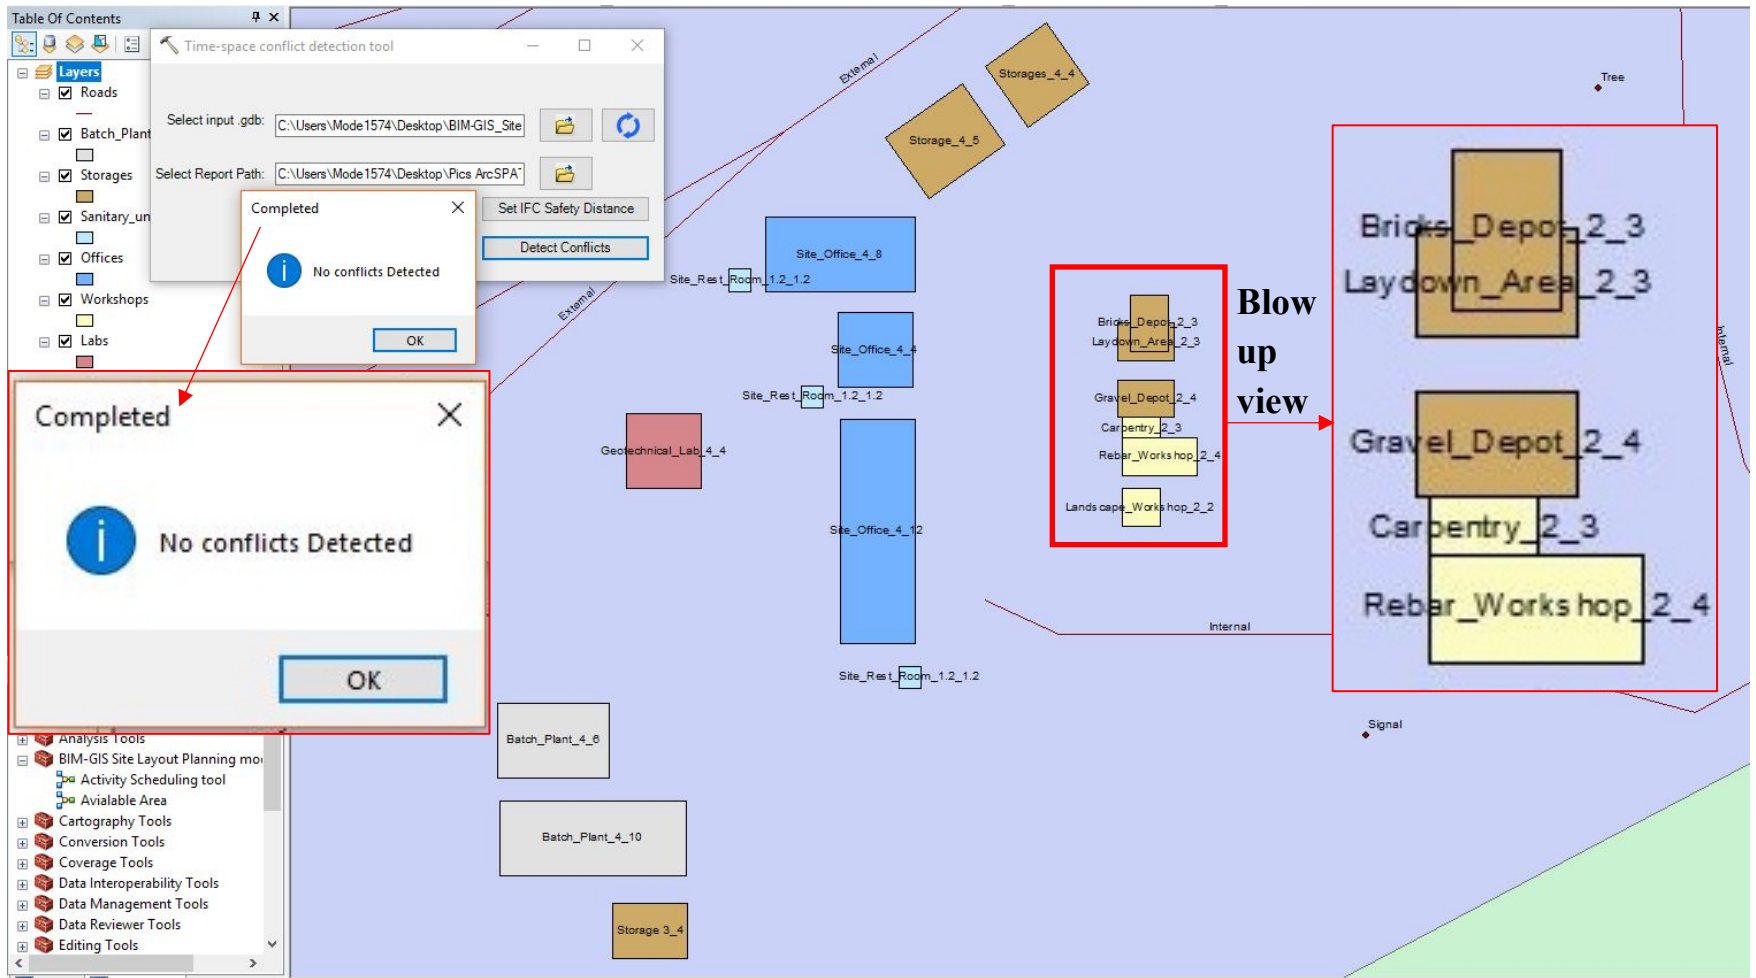 Table Of Contents
Layers
Roads
Batch_Plant
Storages
Sanitary_un
Offices
Workshops
Labs
Time-space conflict detection tool
Select input .gdb:
C:\Users\Mode1574\Desktop\BIM-GIS_Site
Select Report Path:
C:\Users\Mode1574\Desktop\Pics ArcSPA
Set IFC Safety Distance
Detect Conflicts
Completed
No conflicts Detected
OK
Completed
No conflicts Detected
OK
Analysis Tools
BIM-GIS Site Layout Planning mo
Activity Scheduling tool
Avialable Area
Cartography Tools
Conversion Tools
Coverage Tools
Data Interoperability Tools
Data Management Tools
Data Reviewer Tools
Editing Tools
External
External
Storages_4_4
Storage_4_5
Tree
Site_Office_4_8
Site_Rest_Room_1.2_1.2
Site_Office_4_4
Site_Rest_Room_1.2_1.2
Geotechnical_Lab_4_4
Site_Office_4_12
Site_Rest_Room_1.2_1.2
Batch_Plant_4_6
Batch_Plant_4_10
Storage 3_4
Bricks_Depot_2_3
Laydown_Area_2_3
Gravel_Depot_2_4
Carpentry_2_3
Rebar_Workshop_2_4
Landscape_Workshop_2_2
Blow
up
view
Bricks_Depot_2_3
Laydown_Area_2_3
Gravel_Depot_2_4
Carpentry_2_3
Rebar_Workshop_2_4
Internal
Internal
Signal